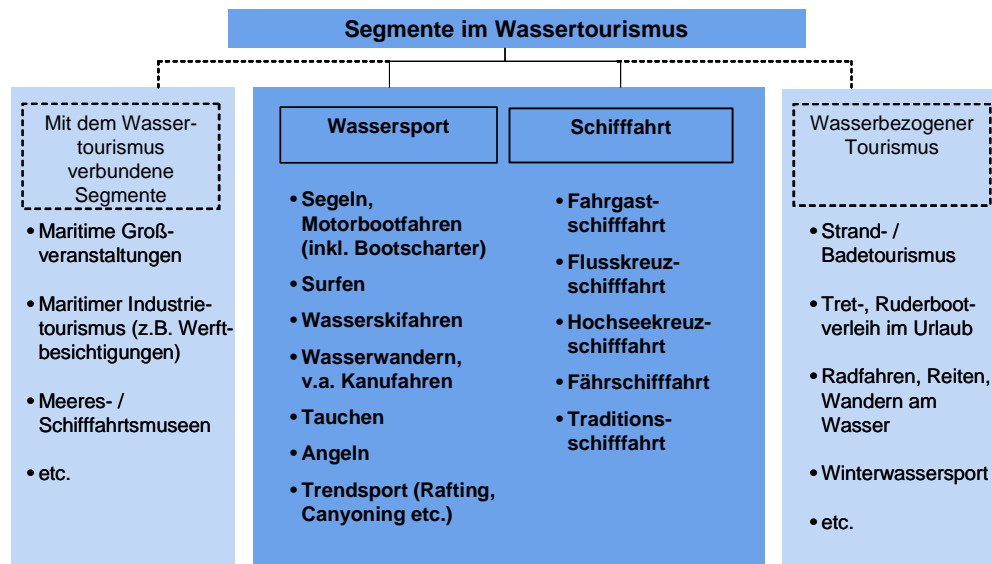 Segmente im Wassertourismus
Mit dem Wasser-
tourismus
verbundene
Segmente
• Maritime Groß-
veranstaltungen
• Maritimer Industrie-
tourismus (z.B. Werft-
besichtigungen)
• Meeres- /
Schifffahrtsmuseen
• etc.
Wassersport
• Segeln,
Motorbootfahren
(inkl. Bootscharter)
• Surfen
• Wasserskifahren
• Wasserwandern,
v.a. Kanufahren
• Tauchen
• Angeln
• Trendsport (Rafting,
Canyoning etc.)
Schifffahrt
• Fahrgast-
schifffahrt
• Flusskreuz-
schifffahrt
• Hochseekreuz-
schifffahrt
• Fährschifffahrt
• Traditions-
schifffahrt
Wasserbezogener
Tourismus
• Strand- /
Badetourismus
• Tret-, Ruderboot-
verleih im Urlaub
• Radfahren, Reiten,
Wandern am
Wasser
• Winterwassersport
• etc.